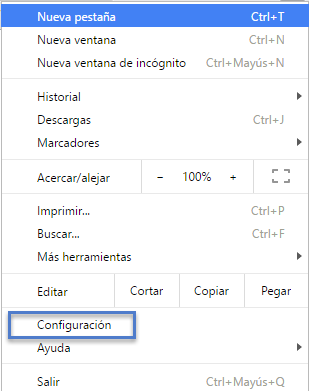 Nueva pestaña Ctrl+T
Nueva ventana Ctrl+N
Nueva ventana de incógnito Ctrl+Mayús+N
Historial
Descargas Ctrl+J
Marcadores
Acercar/alejar − 100% +
Imprimir... Ctrl+P
Buscar... Ctrl+F
Más herramientas
Editar Cortar Copiar Pegar
Configuración
Ayuda
Salir Ctrl+Mayús+Q